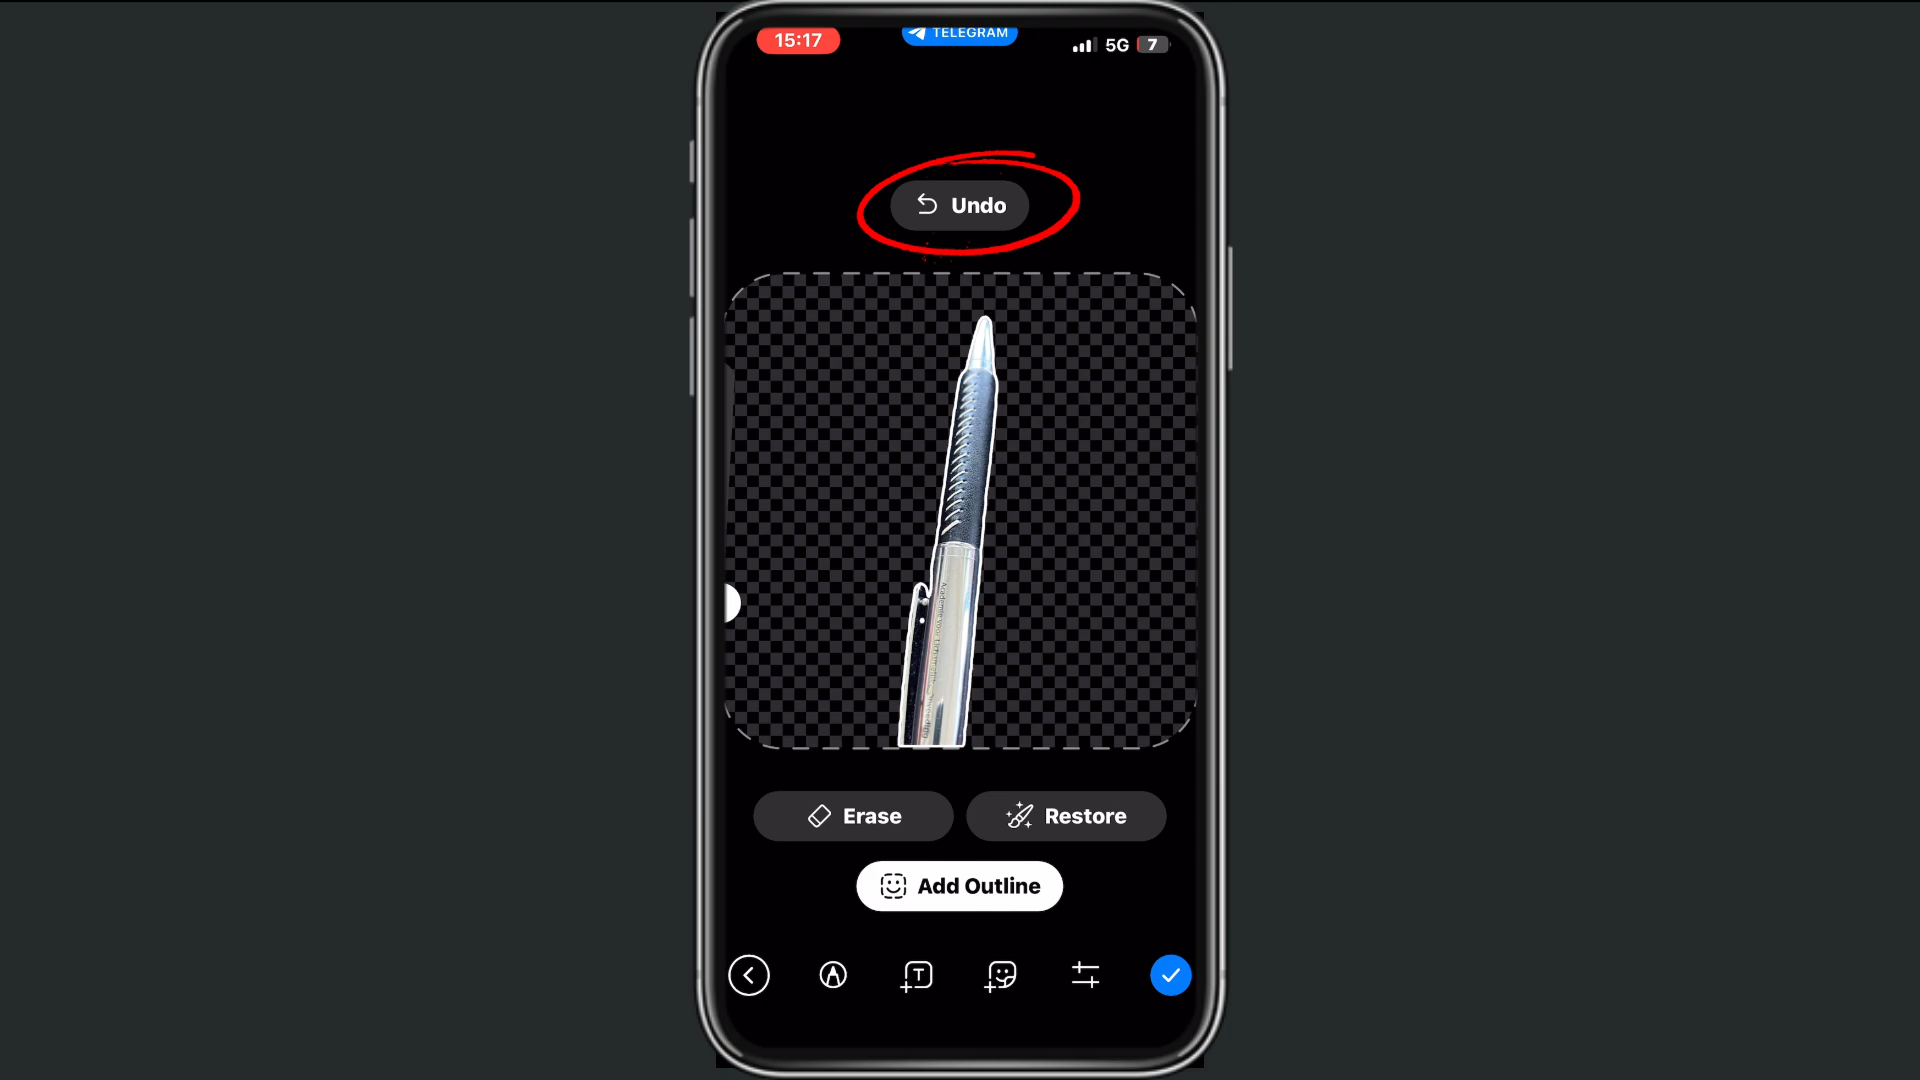 15:17
TELEGRAM
5G
7
Undo
Erase
Restore
Add Outline
T